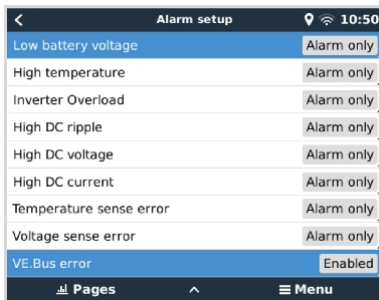 Alarm setup 10:50
Low battery voltage Alarm only
High temperature Alarm only
Inverter Overload Alarm only
High DC ripple Alarm only
High DC voltage Alarm only
High DC current Alarm only
Temperature sense error Alarm only
Voltage sense error Alarm only
VE.Bus error Enabled
Pages Menu